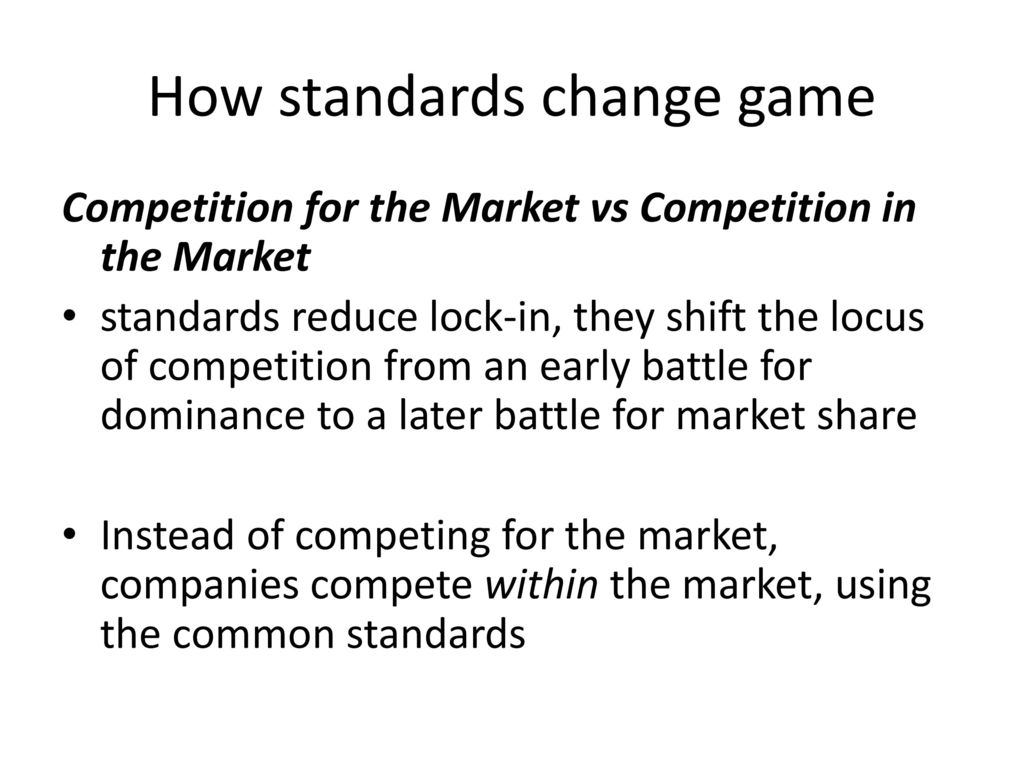 How standards change game
Competition for the Market vs Competition in
the Market
• standards reduce lock-in, they shift the locus
of competition from an early battle for
dominance to a later battle for market share
• Instead of competing for the market,
companies compete within the market, using
the common standards